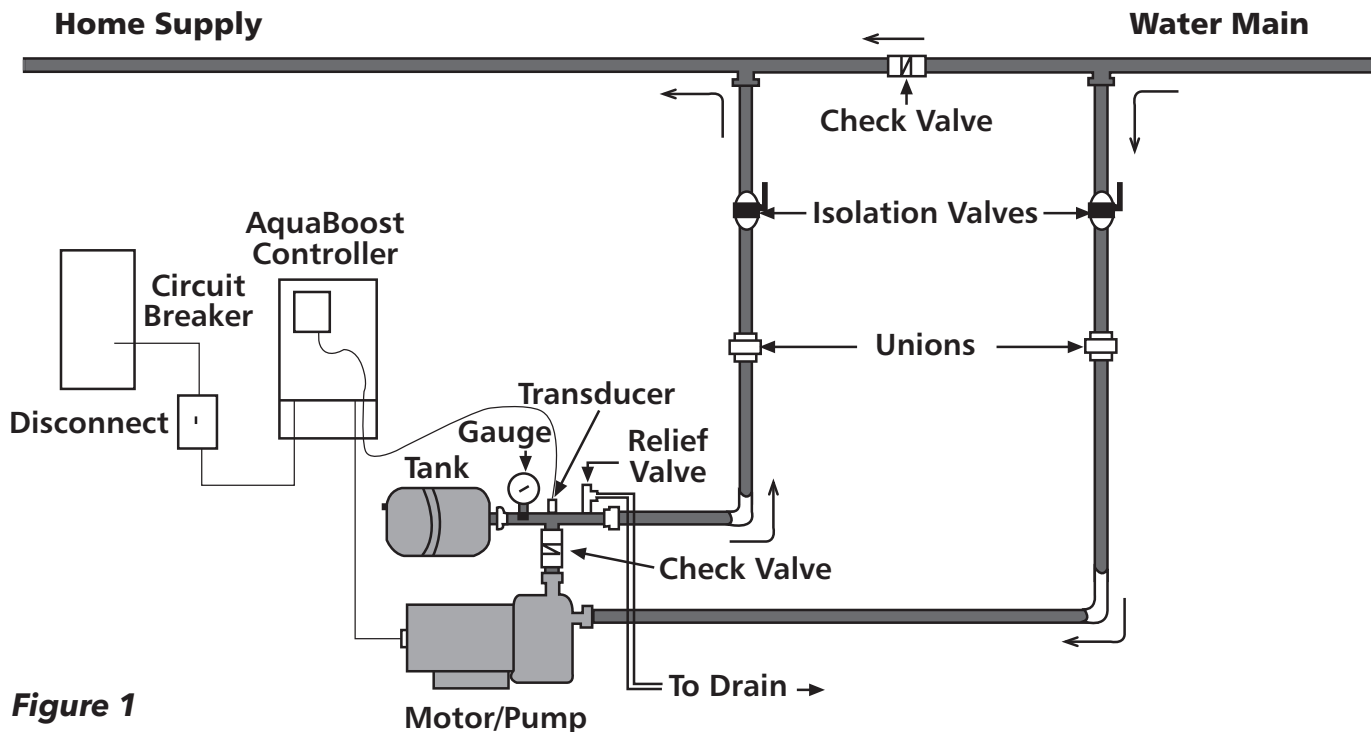 Home Supply
Water Main
Check Valve
Isolation Valves
AquaBoost
Controller
Circuit
Breaker
Unions
Disconnect
Transducer
Gauge
Relief
Valve
Tank
Check Valve
To Drain
Figure 1
Motor/Pump